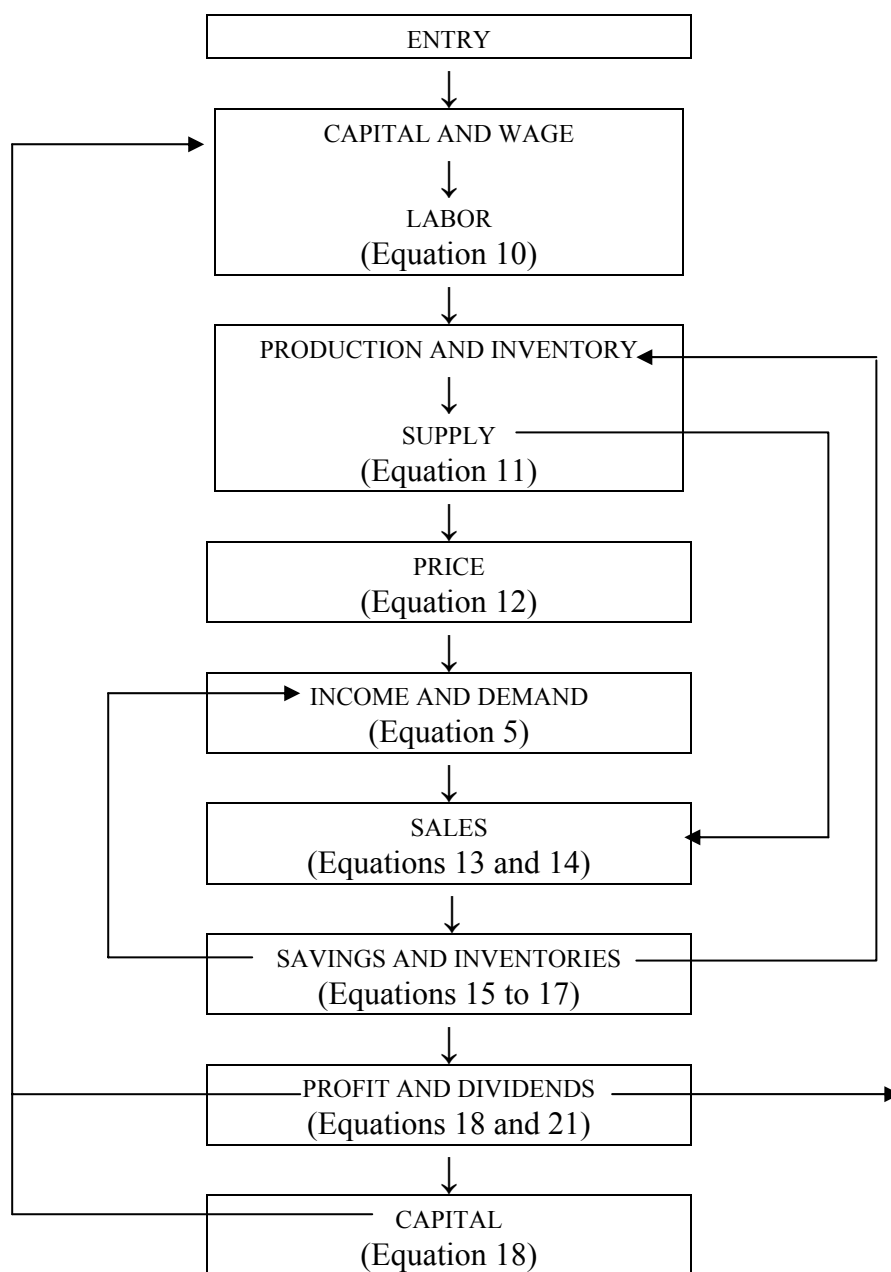 ENTRY
CAPITAL AND WAGE
LABOR
(Equation 10)
PRODUCTION AND INVENTORY
SUPPLY
(Equation 11)
PRICE
(Equation 12)
INCOME AND DEMAND
(Equation 5)
SALES
(Equations 13 and 14)
SAVINGS AND INVENTORIES
(Equations 15 to 17)
PROFIT AND DIVIDENDS
(Equations 18 and 21)
CAPITAL
(Equation 18)